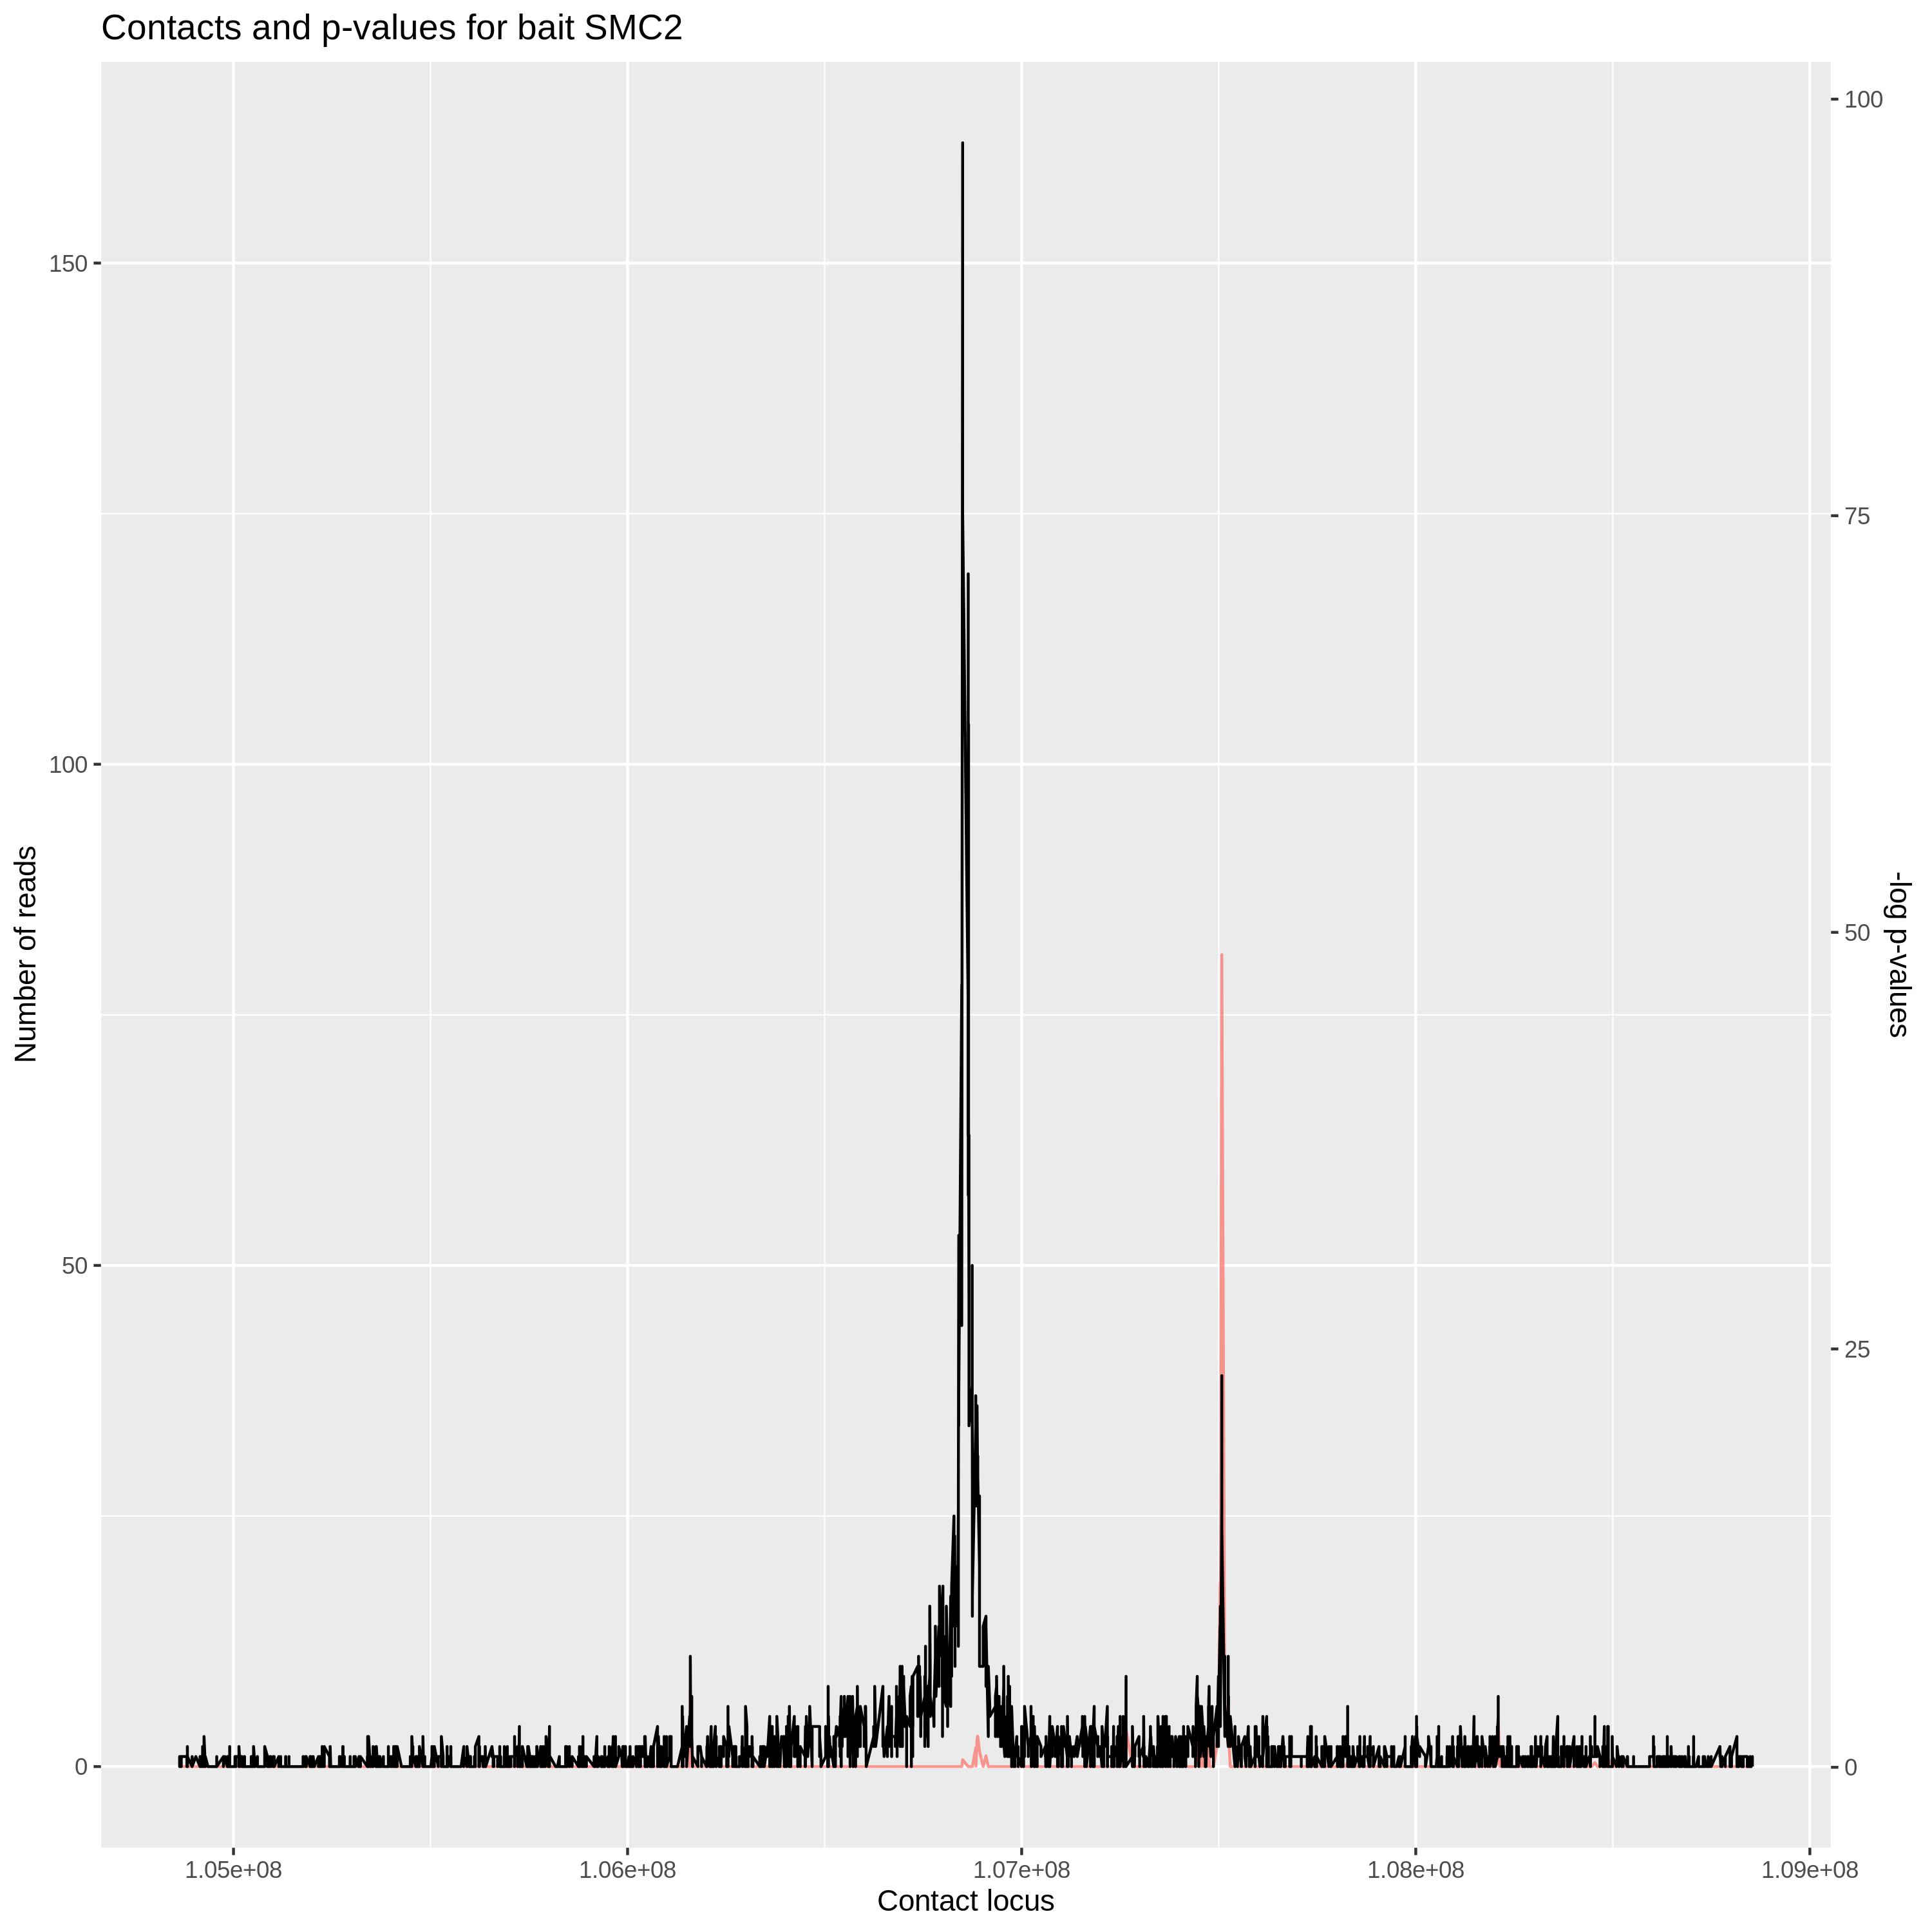 Contacts and p-values for bait SMC2
150
100
50
0
Number of reads
100
75
50
25
0
-log p-values
1.05e+08
1.06e+08
1.07e+08
1.08e+08
1.09e+08
Contact locus